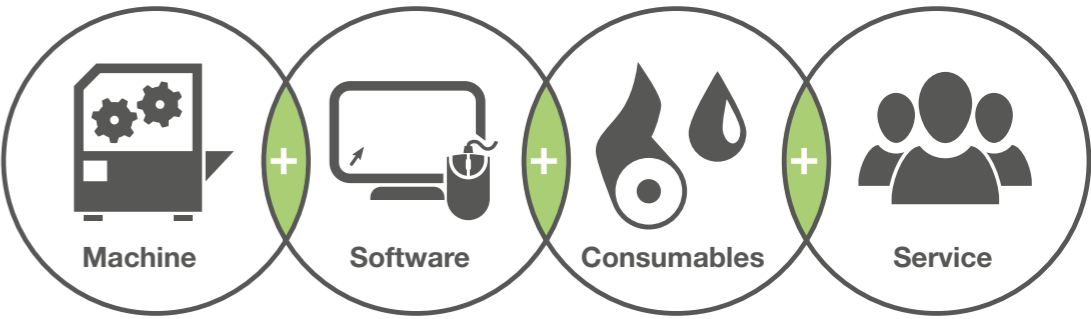 Machine
+
Software
+
Consumables
+
Service